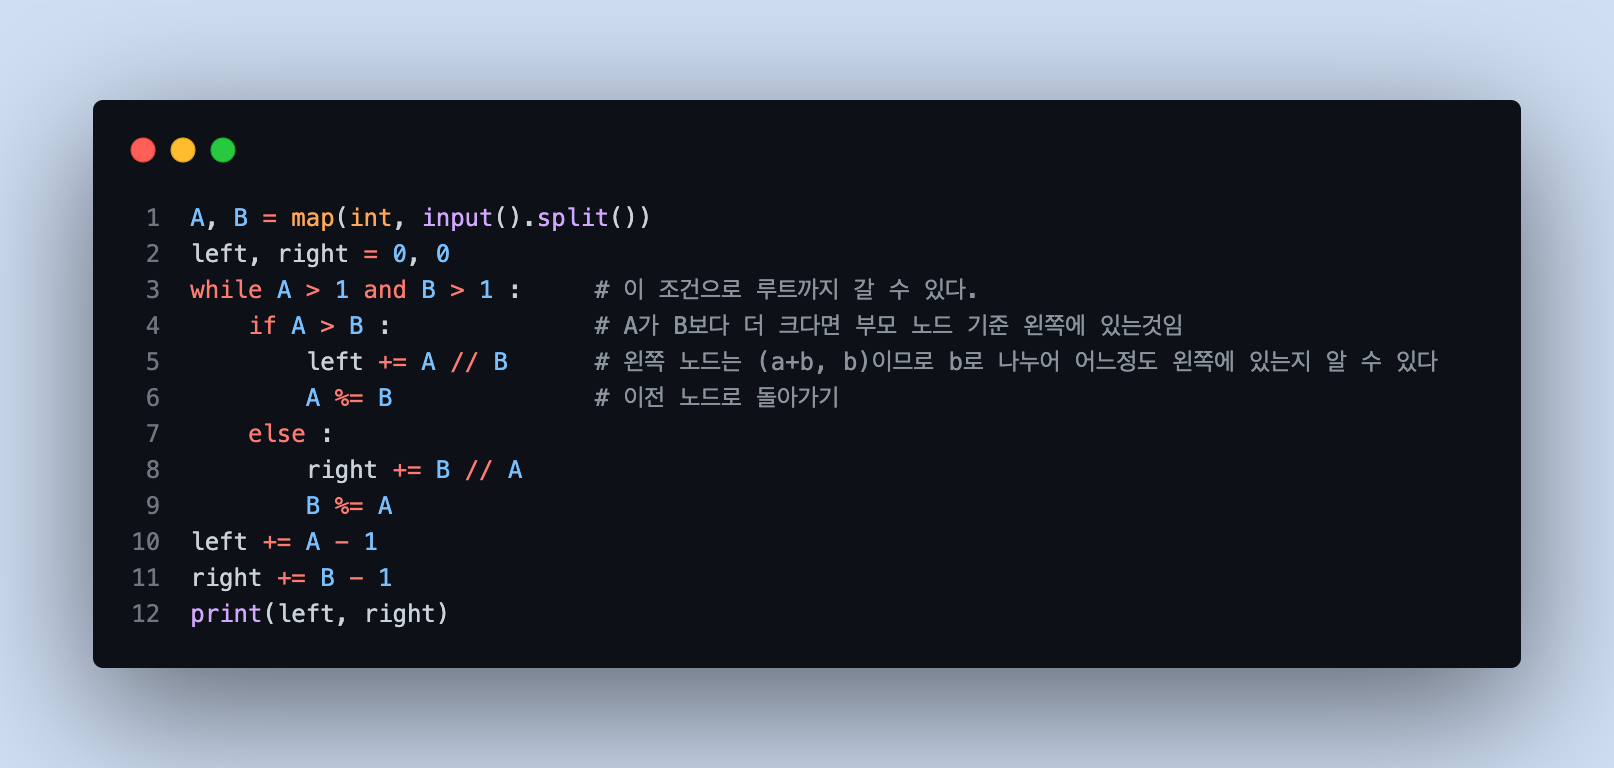 1 A, B = map(int, input().split())
2 left, right = 0, 0
3 while A > 1 and B > 1 :     # 이 조건으로 루트까지 갈 수 있다.
4     if A > B :              # A가 B보다 더 크다면 부모 노드 기준 왼쪽에 있는것임
5         left += A // B      # 왼쪽 노드는 (a+b, b)이므로 b로 나누어 어느정도 왼쪽에 있는지 알 수 있다
6         A %= B              # 이전 노드로 돌아가기
7     else :
8         right += B // A
9         B %= A
10 left += A - 1
11 right += B - 1
12 print(left, right)